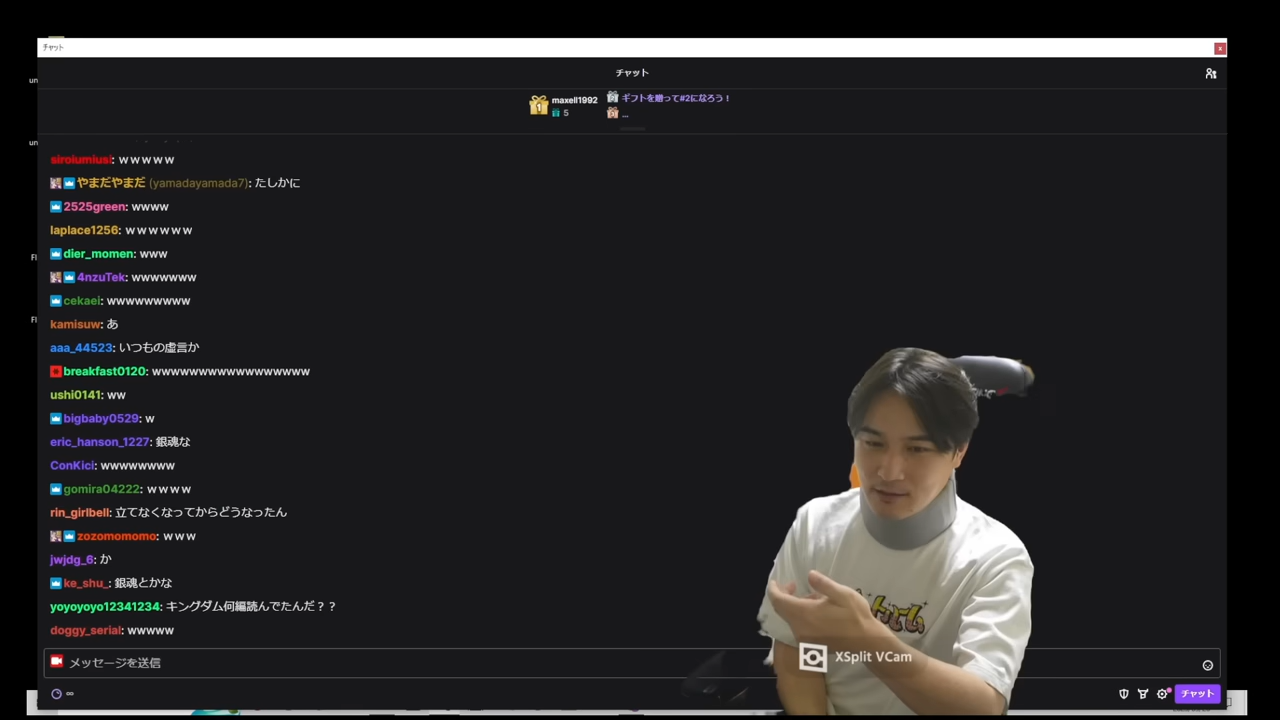 チャット
チャット
maxell1992
5
ギフトを贈って#2になろう！
...
siroiumiusi: ｗｗｗｗｗ
やまだやまだ (yamadayamada7): たしかに
2525green: wwww
laplace1256: ｗｗｗｗｗｗ
dier_momen: www
4nzuTek: wwwwwww
cekaei: wwwwwwwww
kamisuw: あ
aaa_44523: いつもの虚言か
breakfast0120: wwwwwwwwwwwwwwwww
ushi0141: ww
bigbaby0529: w
eric_hanson_1227: 銀魂な
ConKici: wwwwwwww
gomira04222: ｗｗｗｗ
rin_girlbell: 立てなくなってからどうなったん
zozomomomo: ｗｗｗ
jwjdg_6: か
ke_shu_: 銀魂とかな
yoyoyoyo12341234: キングダム何編読んでたんだ？？
doggy_serial: wwwww
メッセージを送信
XSplit VCam
チャット